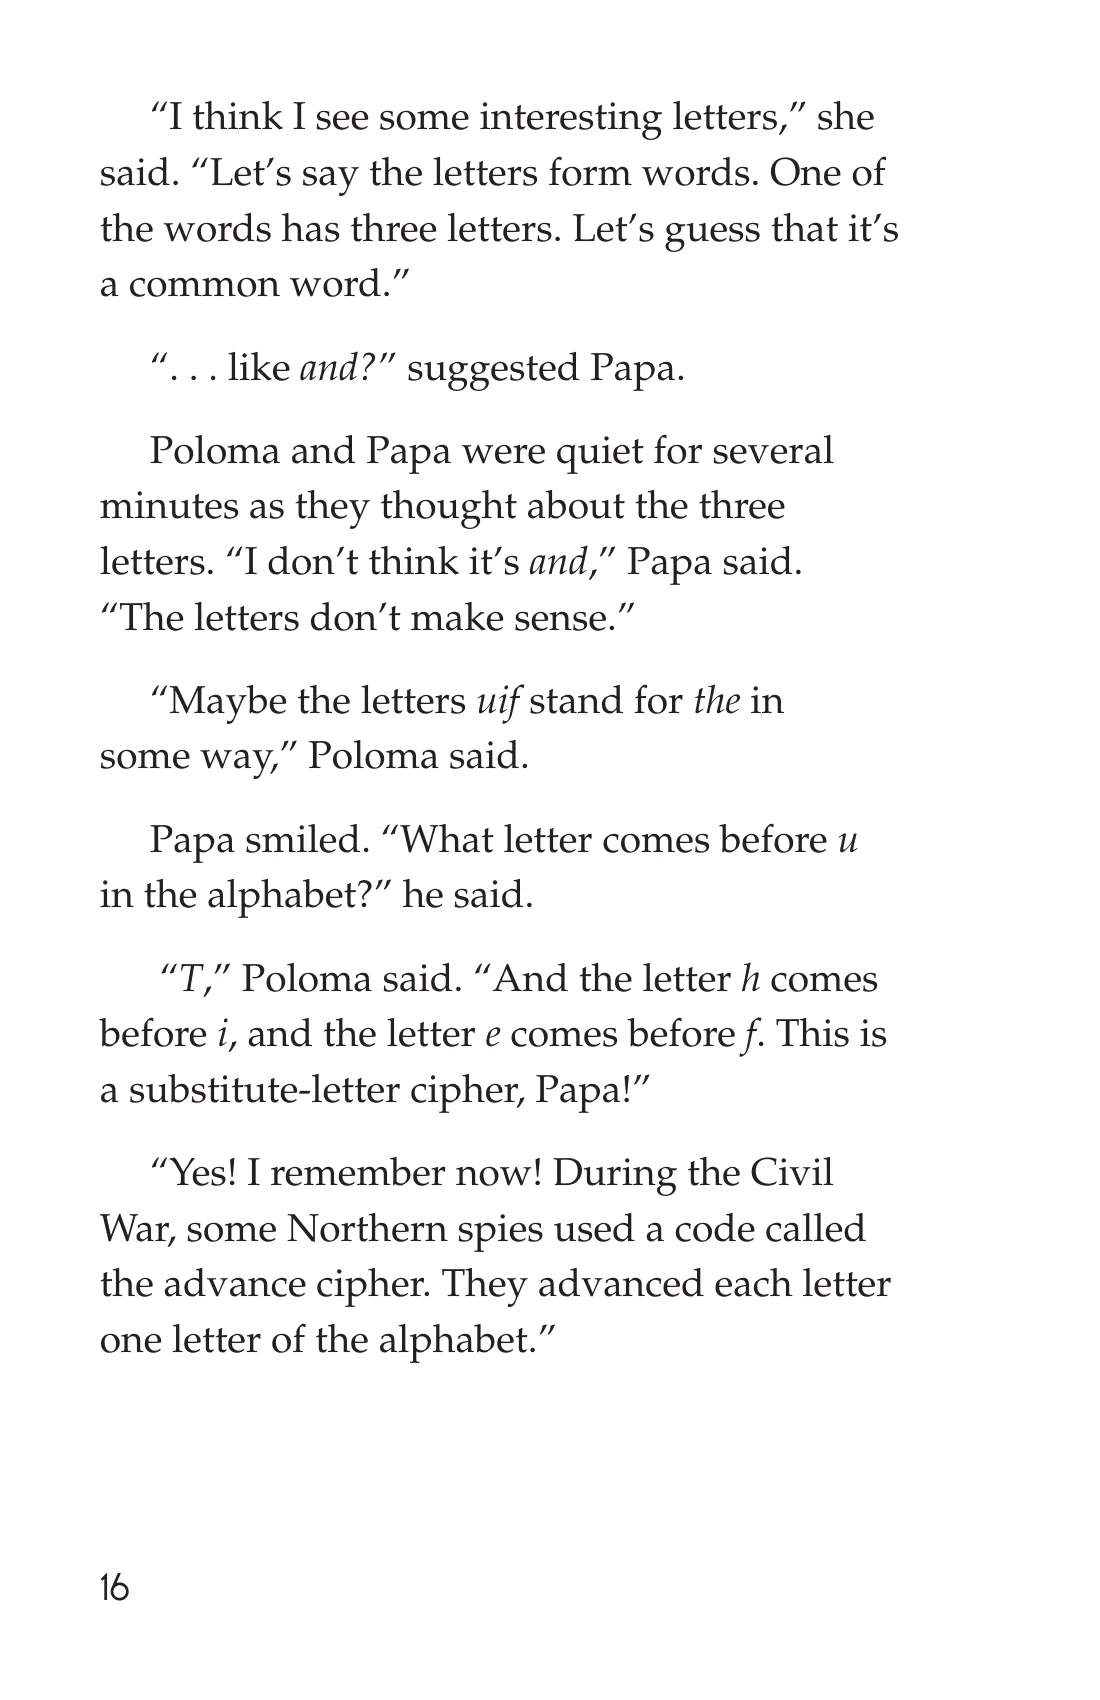 “I think I see some interesting letters,” she
said. “Let’s say the letters form words. One of
the words has three letters. Let’s guess that it’s
a common word.”
“. . . like and?” suggested Papa.
Poloma and Papa were quiet for several
minutes as they thought about the three
letters. “I don’t think it’s and,” Papa said.
“The letters don’t make sense.”
“Maybe the letters uif stand for the in
some way,” Poloma said.
Papa smiled. “What letter comes before u
in the alphabet?” he said.
“T,” Poloma said. “And the letter h comes
before i, and the letter e comes before f. This is
a substitute-letter cipher, Papa!”
“Yes! I remember now! During the Civil
War, some Northern spies used a code called
the advance cipher. They advanced each letter
one letter of the alphabet.”
16